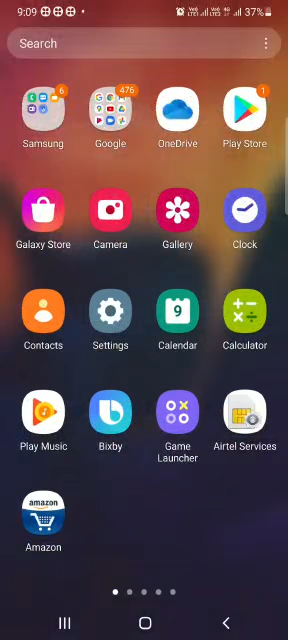 9:09
37%
Search
6
476
1
Samsung
Google
OneDrive
Play Store
Galaxy Store
Camera
Gallery
Clock
9
Contacts
Settings
Calendar
Calculator
Play Music
Bixby
Game
Launcher
Airtel Services
amazon
Amazon